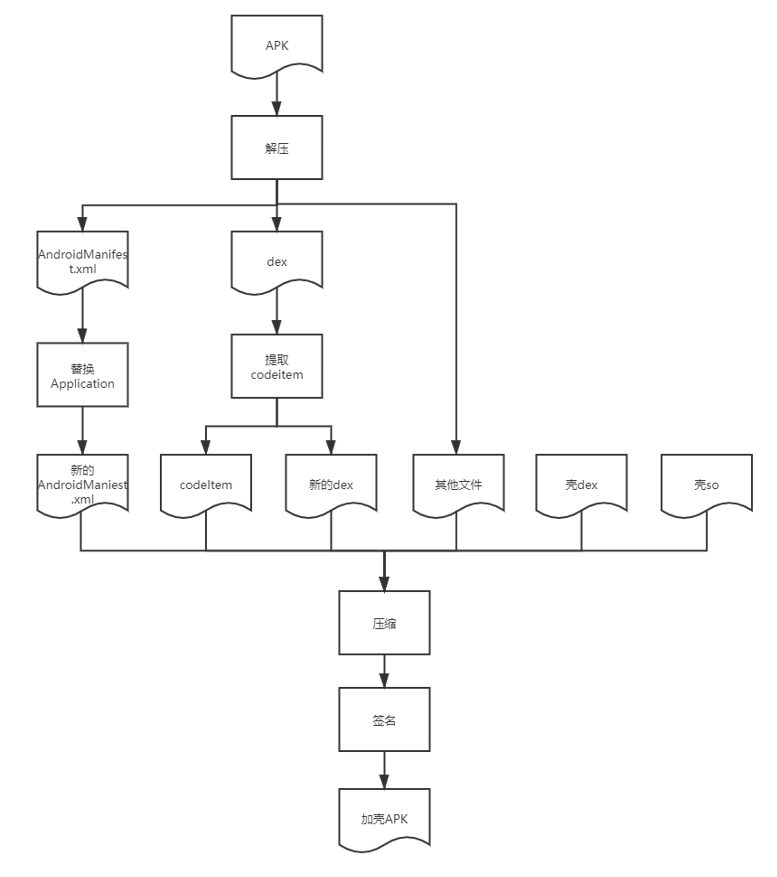 APK
解压
AndroidManifes
t.xml
dex
替换
Application
提取
codeitem
新的
AndroidManiest
.xml
codeItem
新的dex
其他文件
壳dex
壳so
压缩
签名
加壳APK